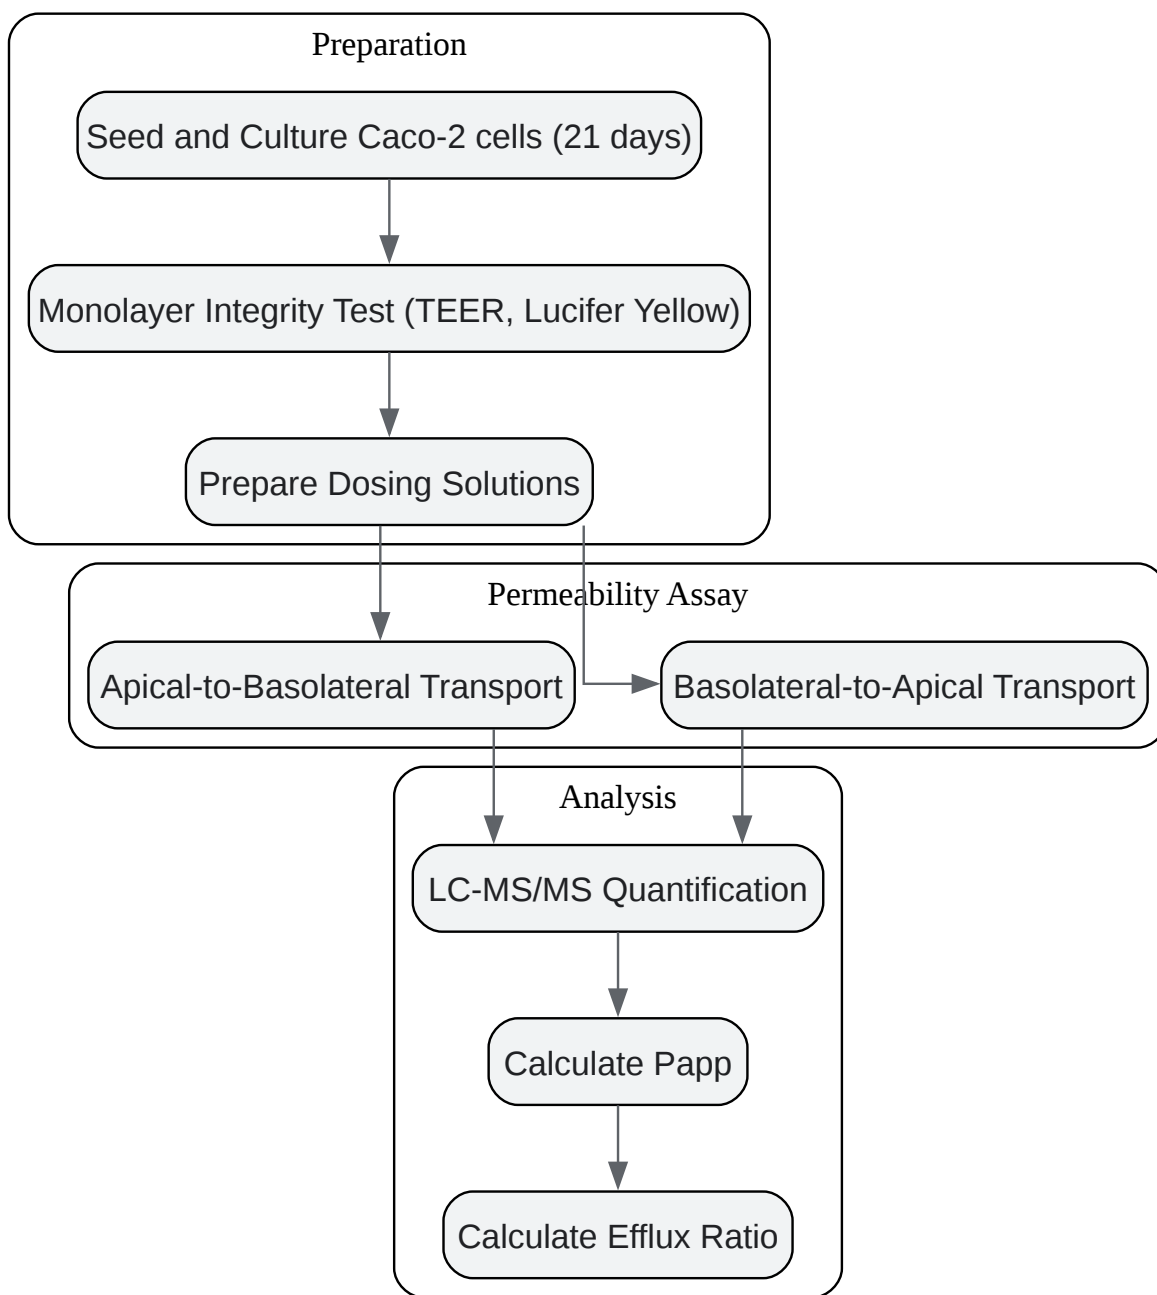 Preparation
Seed and Culture Caco-2 cells (21 days)
Monolayer Integrity Test (TEER, Lucifer Yellow)
Prepare Dosing Solutions
Permeability Assay
Apical-to-Basolateral Transport
Basolateral-to-Apical Transport
Analysis
LC-MS/MS Quantification
Calculate Papp
Calculate Efflux Ratio